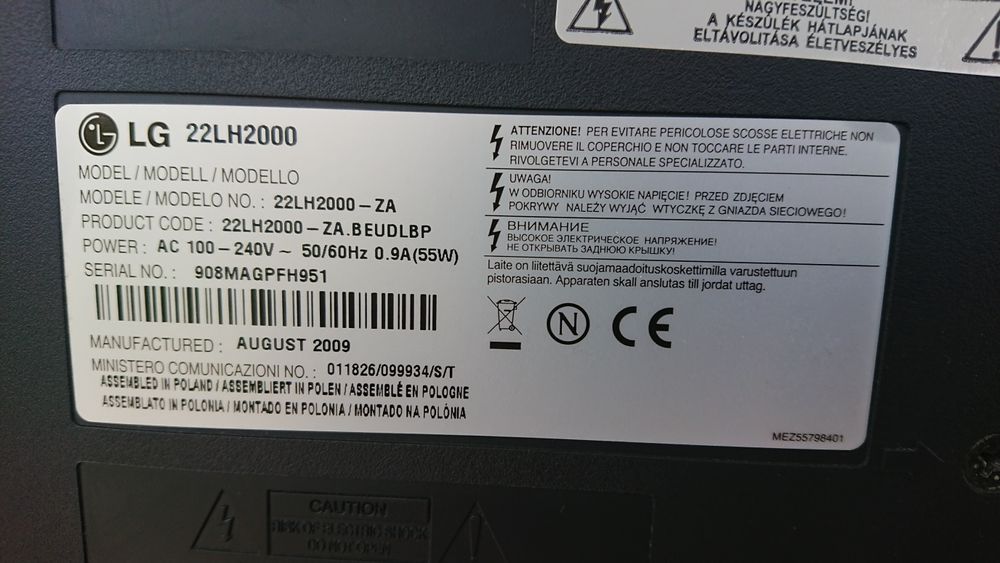 NAGYFESZÜLTSÉG!
A KÉSZÜLÉK HÁTLAPJÁNAK
ELTÁVOLITÁSA ÉLETVESZÉLYES
LG 22LH2000
MODEL / MODELL / MODELLO
MODELE / MODELO NO. : 22LH2000-ZA
PRODUCT CODE : 22LH2000-ZA.BEUDLBP
POWER : AC 100-240V ~ 50/60Hz 0.9A(55W)
SERIAL NO. : 908MAGPFH951
MANUFACTURED : AUGUST 2009
MINISTERO COMUNICAZIONI NO. : 011826/099934/S/T
ASSEMBLED IN POLAND / ASSEMBLIERT IN POLEN / ASSEMBLÉ EN POLOGNE
ASSEMBLATO IN POLONIA / MONTADO EN POLONIA / MONTADO NA POLÓNIA
ATTENZIONE! PER EVITARE PERICOLOSE SCOSSE ELETTRICHE NON
RIMUOVERE IL COPERCHIO E NON TOCCARE LE PARTI INTERNE.
RIVOLGETEVI A PERSONALE SPECIALIZZATO.
UWAGA!
W ODBIORNIKU WYSOKIE NAPIĘCIE! PRZED ZDJĘCIEM
POKRYWY NALEŻY WYJĄĆ WTYCZKĘ Z GNIAZDA SIECIOWEGO!
ВНИМАНИЕ
ВЫСОКОЕ ЭЛЕКТРИЧЕСКОЕ НАПРЯЖЕНИЕ!
НЕ ОТКРЫВАТЬ ЗАДНЮЮ КРЫШКУ!
Laite on liitettävä suojamaadoituskoskettimilla varustettuun
pistorasiaan. Apparaten skall anslutas till jordat uttag.
N CE
MEZ55798401
CAUTION
RISK OF ELECTRIC SHOCK
DO NOT OPEN